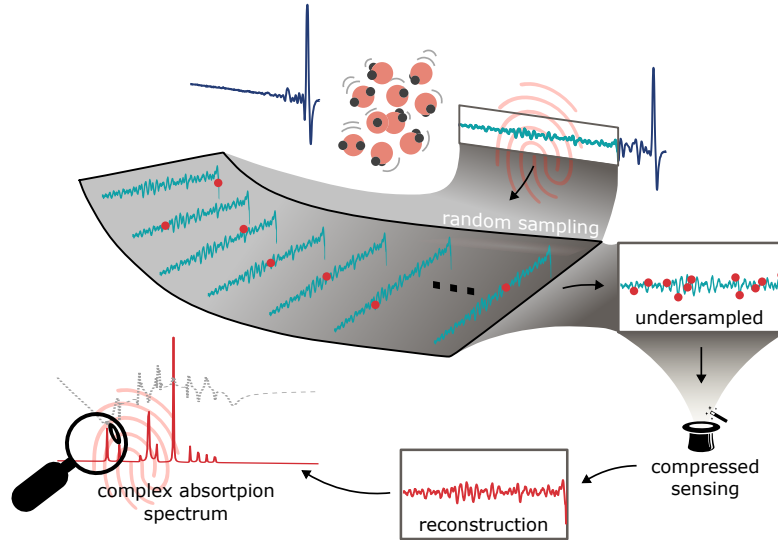 random sampling
undersampled
compressed
sensing
reconstruction
complex absortpion
spectrum